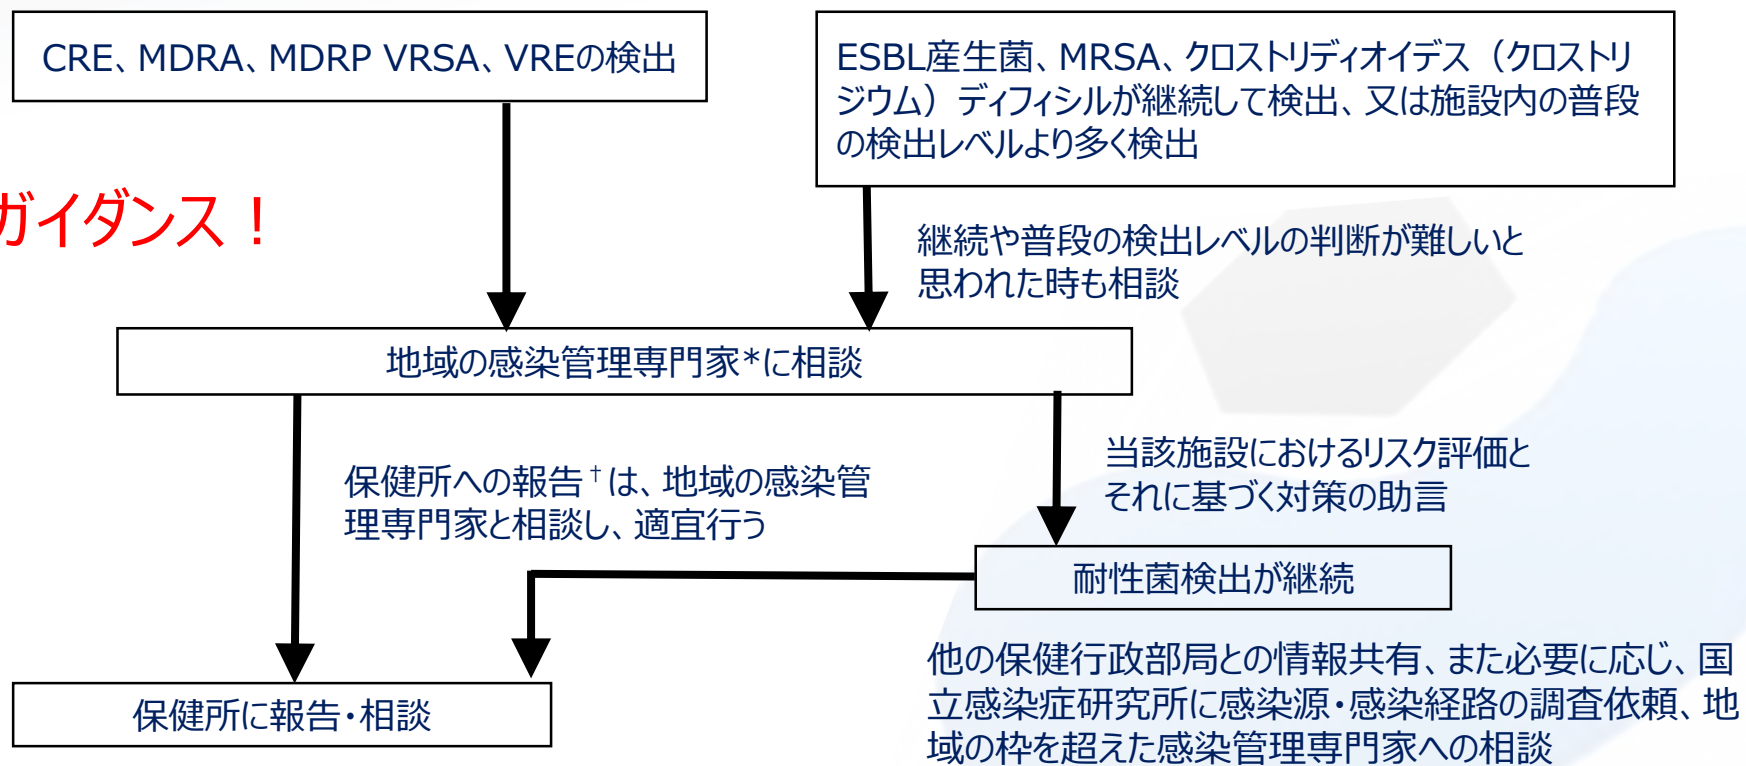 CRE、MDRA、MDRP VRSA、VREの検出
ESBL産生菌、MRSA、クロストリディオイデス（クロストリ
ジウム）ディフィシルが継続して検出、又は施設内の普段
の検出レベルより多く検出
ガイダンス！
継続や普段の検出レベルの判断が難しいと
思われた時も相談
地域の感染管理専門家*に相談
保健所への報告†は、地域の感染管
理専門家と相談し、適宜行う
当該施設におけるリスク評価と
それに基づく対策の助言
耐性菌検出が継続
保健所に報告・相談
他の保健行政部局との情報共有、また必要に応じ、国
立感染症研究所に感染源・感染経路の調査依頼、地
域の枠を超えた感染管理専門家への相談